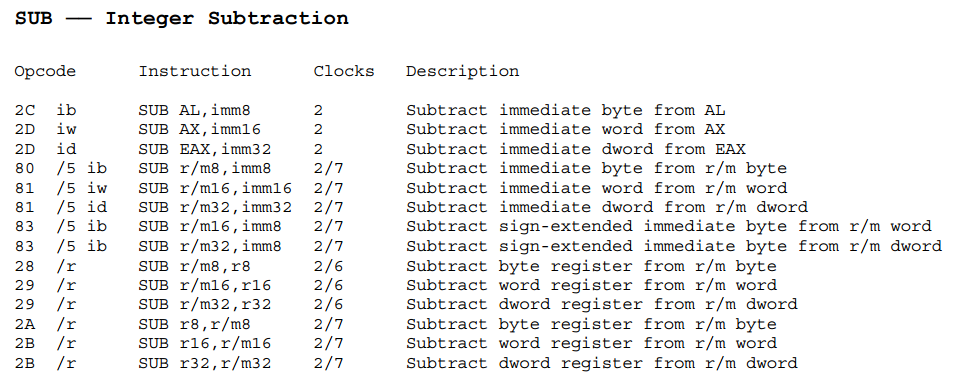 SUB — Integer Subtraction
Opcode Instruction Clocks Description
2C ib SUB AL,imm8 2 Subtract immediate byte from AL
2D iw SUB AX,imm16 2 Subtract immediate word from AX
2D id SUB EAX,imm32 2 Subtract immediate dword from EAX
80 /5 ib SUB r/m8,imm8 2/7 Subtract immediate byte from r/m byte
81 /5 iw SUB r/m16,imm16 2/7 Subtract immediate word from r/m word
81 /5 id SUB r/m32,imm32 2/7 Subtract immediate dword from r/m dword
83 /5 ib SUB r/m16,imm8 2/7 Subtract sign-extended immediate byte from r/m word
83 /5 ib SUB r/m32,imm8 2/7 Subtract sign-extended immediate byte from r/m dword
28 /r SUB r/m8,r8 2/6 Subtract byte register from r/m byte
29 /r SUB r/m16,r16 2/6 Subtract word register from r/m word
29 /r SUB r/m32,r32 2/6 Subtract dword register from r/m dword
2A /r SUB r8,r/m8 2/7 Subtract byte register from r/m byte
2B /r SUB r16,r/m16 2/7 Subtract word register from r/m word
2B /r SUB r32,r/m32 2/7 Subtract dword register from r/m dword